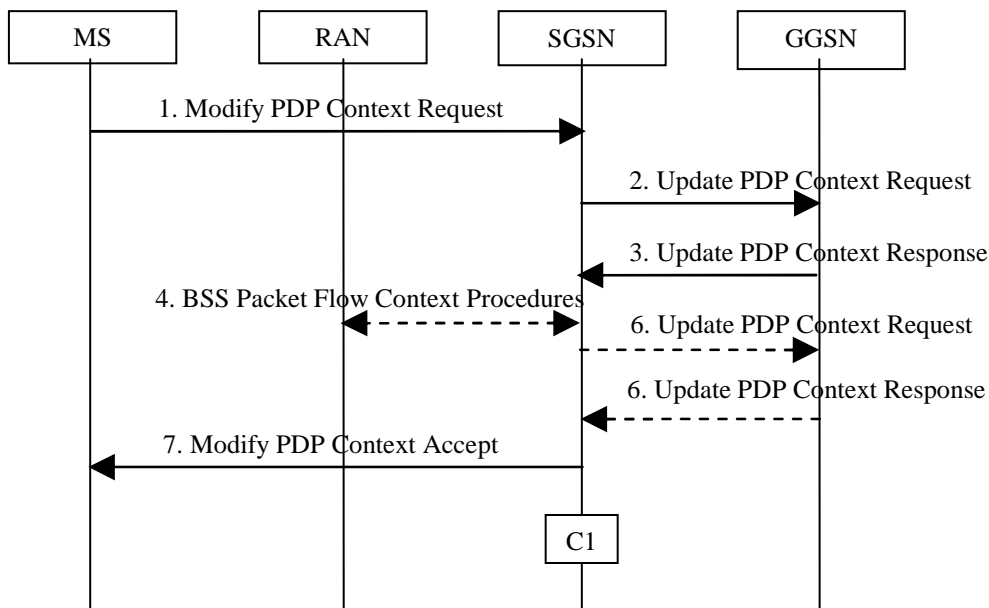 MS
RAN
SGSN
GGSN
1. Modify PDP Context Request
2. Update PDP Context Request
3. Update PDP Context Response
4. BSS Packet Flow Context Procedures
6. Update PDP Context Request
6. Update PDP Context Response
7. Modify PDP Context Accept
C1